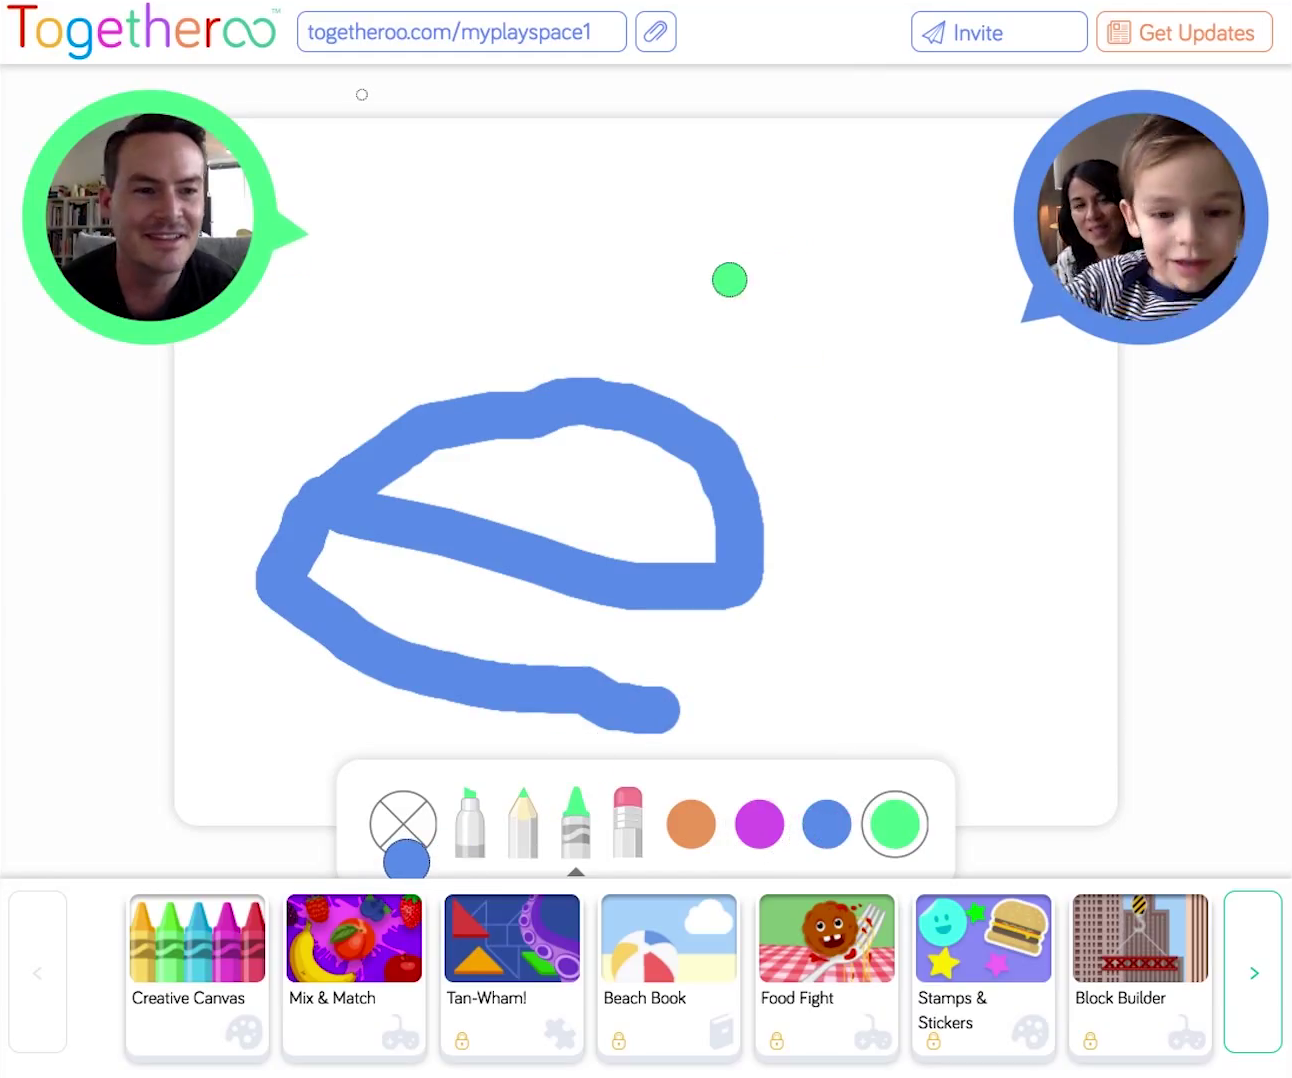 Togetheroo™
togetheroo.com/myplayspace1
Invite
Get Updates
e
Creative Canvas
Mix & Match
Tan-Wham!
Beach Book
Food Fight
Stamps &
Stickers
Block Builder